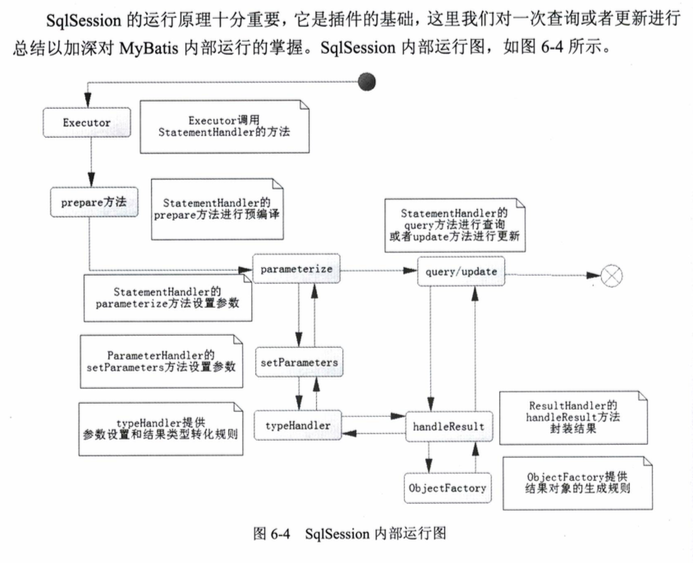 SqlSession 的运行原理十分重要，它是插件的基础，这里我们对一次查询或者更新进行
总结以加深对 MyBatis 内部运行的掌握。SqlSession 内部运行图，如图 6-4 所示。
Executor
Executor调用
StatementHandler的方法
prepare方法
StatementHandler的
prepare方法进行预编译
StatementHandler的
query方法进行查询
或者update方法进行更新
parameterize
query/update
StatementHandler的
parameterize方法设置参数
ParameterHandler的
setParameters方法设置参数
setParameters
typeHandler提供
参数设置和结果类型转化规则
typeHandler
handleResult
ResultHandler的
handleResult方法
封装结果
ObjectFactory
ObjectFactory提供
结果对象的生成规则
图 6-4 SqlSession 内部运行图